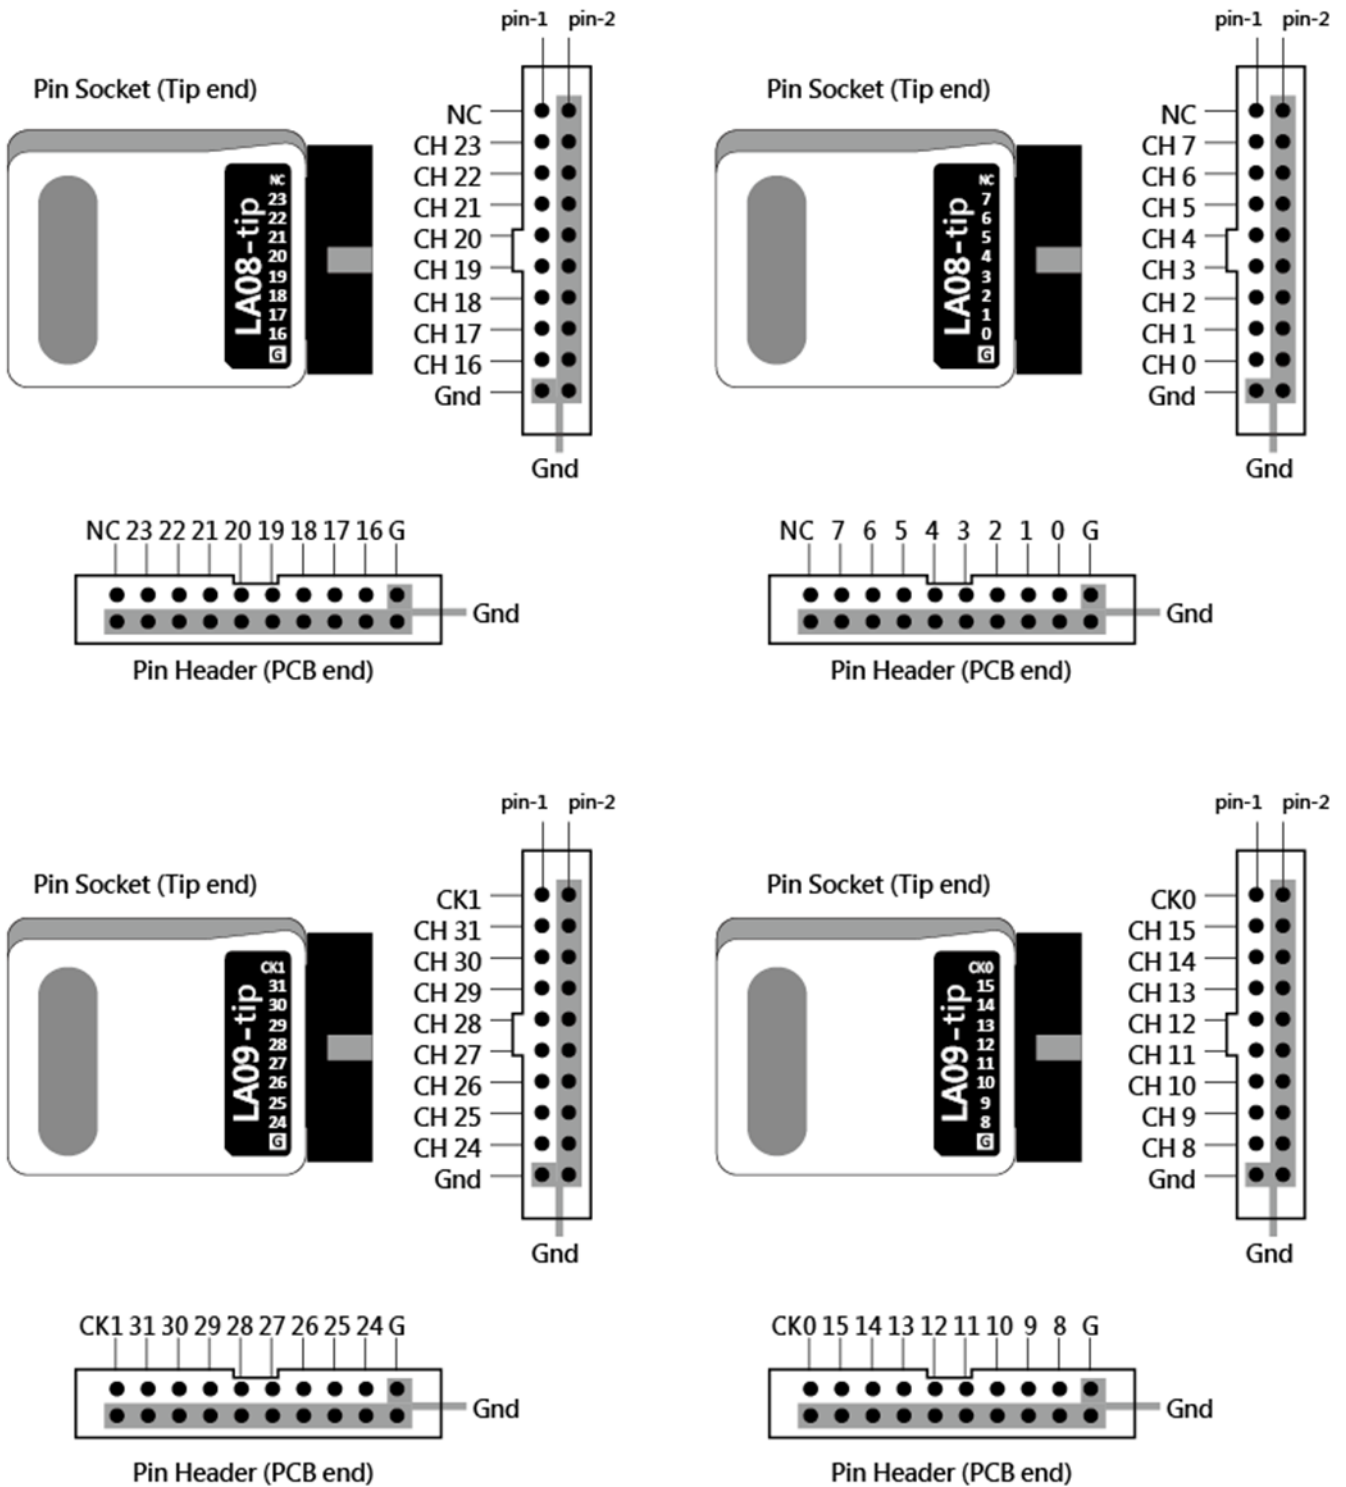 pin-1 pin-2
Pin Socket (Tip end)
NC
CH 23
CH 22
CH 21
CH 20
CH 19
CH 18
CH 17
CH 16
Gnd
Gnd
LA08-tip
NC
23
22
21
20
19
18
17
16
G
NC 23 22 21 20 19 18 17 16 G
Gnd
Pin Header (PCB end)
pin-1 pin-2
Pin Socket (Tip end)
NC
CH 7
CH 6
CH 5
CH 4
CH 3
CH 2
CH 1
CH 0
Gnd
Gnd
LA08-tip
NC
7
6
5
4
3
2
1
0
G
NC 7 6 5 4 3 2 1 0 G
Gnd
Pin Header (PCB end)
pin-1 pin-2
Pin Socket (Tip end)
CK1
CH 31
CH 30
CH 29
CH 28
CH 27
CH 26
CH 25
CH 24
Gnd
Gnd
LA09-tip
CK1
31
30
29
28
27
26
25
24
G
CK1 31 30 29 28 27 26 25 24 G
Gnd
Pin Header (PCB end)
pin-1 pin-2
Pin Socket (Tip end)
CK0
CH 15
CH 14
CH 13
CH 12
CH 11
CH 10
CH 9
CH 8
Gnd
Gnd
LA09-tip
CK0
15
14
13
12
11
10
9
8
G
CK0 15 14 13 12 11 10 9 8 G
Gnd
Pin Header (PCB end)